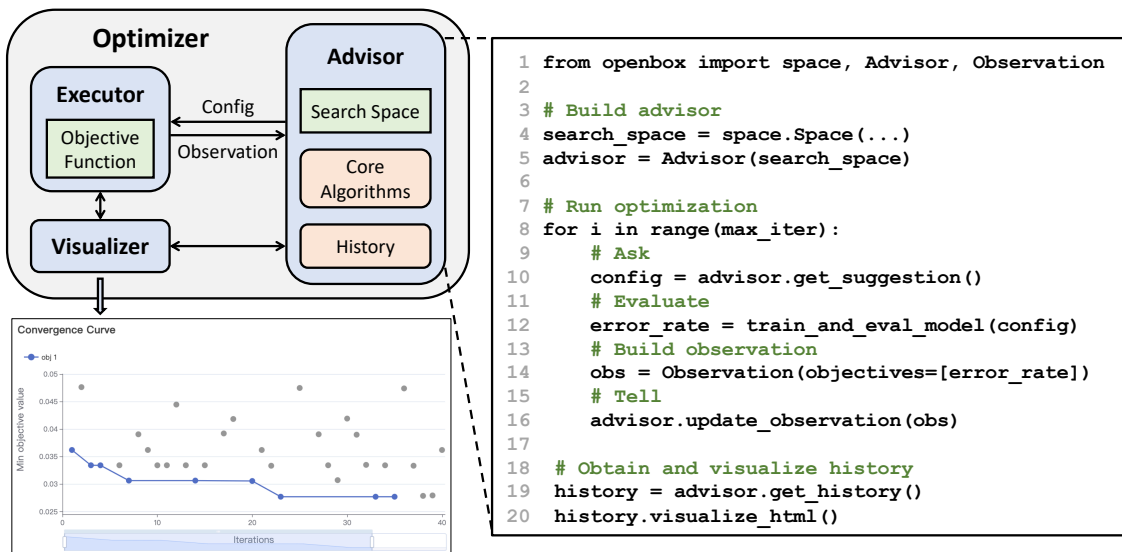 Optimizer
Advisor
Executor
Objective
Function
Config
Observation
Search Space
Core
Algorithms
History
Visualizer
Convergence Curve
obj 1
Min objective value
0.05
0.045
0.04
0.035
0.03
0.025
0
10
20
30
40
Iterations
1 from openbox import space, Advisor, Observation
2
3 # Build advisor
4 search_space = space.Space(...)
5 advisor = Advisor(search_space)
6
7 # Run optimization
8 for i in range(max_iter):
9     # Ask
10     config = advisor.get_suggestion()
11     # Evaluate
12     error_rate = train_and_eval_model(config)
13     # Build observation
14     obs = Observation(objectives=[error_rate])
15     # Tell
16     advisor.update_observation(obs)
17
18 # Obtain and visualize history
19 history = advisor.get_history()
20 history.visualize_html()